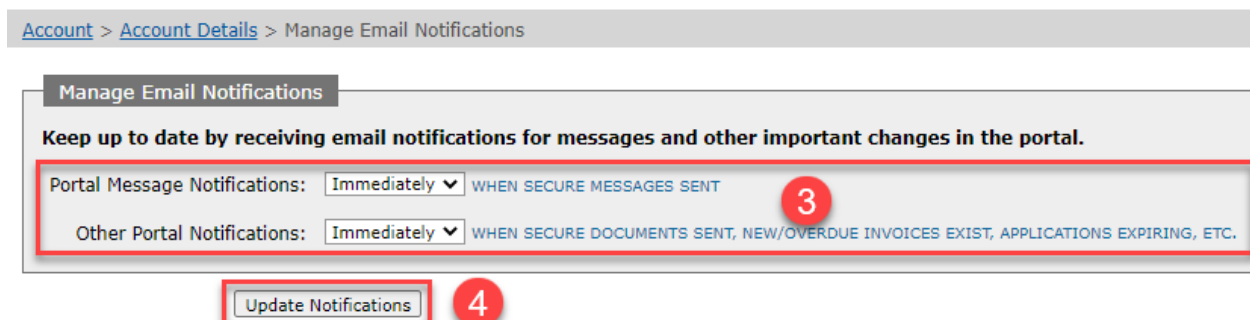 Account > Account Details > Manage Email Notifications
Manage Email Notifications
Keep up to date by receiving email notifications for messages and other important changes in the portal.
Portal Message Notifications: Immediately WHEN SECURE MESSAGES SENT
3
Other Portal Notifications: Immediately WHEN SECURE DOCUMENTS SENT, NEW/OVERDUE INVOICES EXIST, APPLICATIONS EXPIRING, ETC.
Update Notifications 4